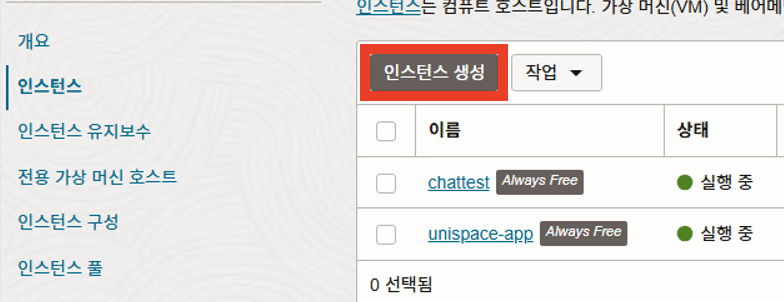 인스턴스는 컴퓨트 호스트입니다. 가상 머신(VM) 및 베어메
개요
인스턴스
인스턴스 유지보수
전용 가상 머신 호스트
인스턴스 구성
인스턴스 풀
인스턴스 생성 작업
이름 상태
chattest Always Free 실행 중
unispace-app Always Free 실행 중
0 선택됨